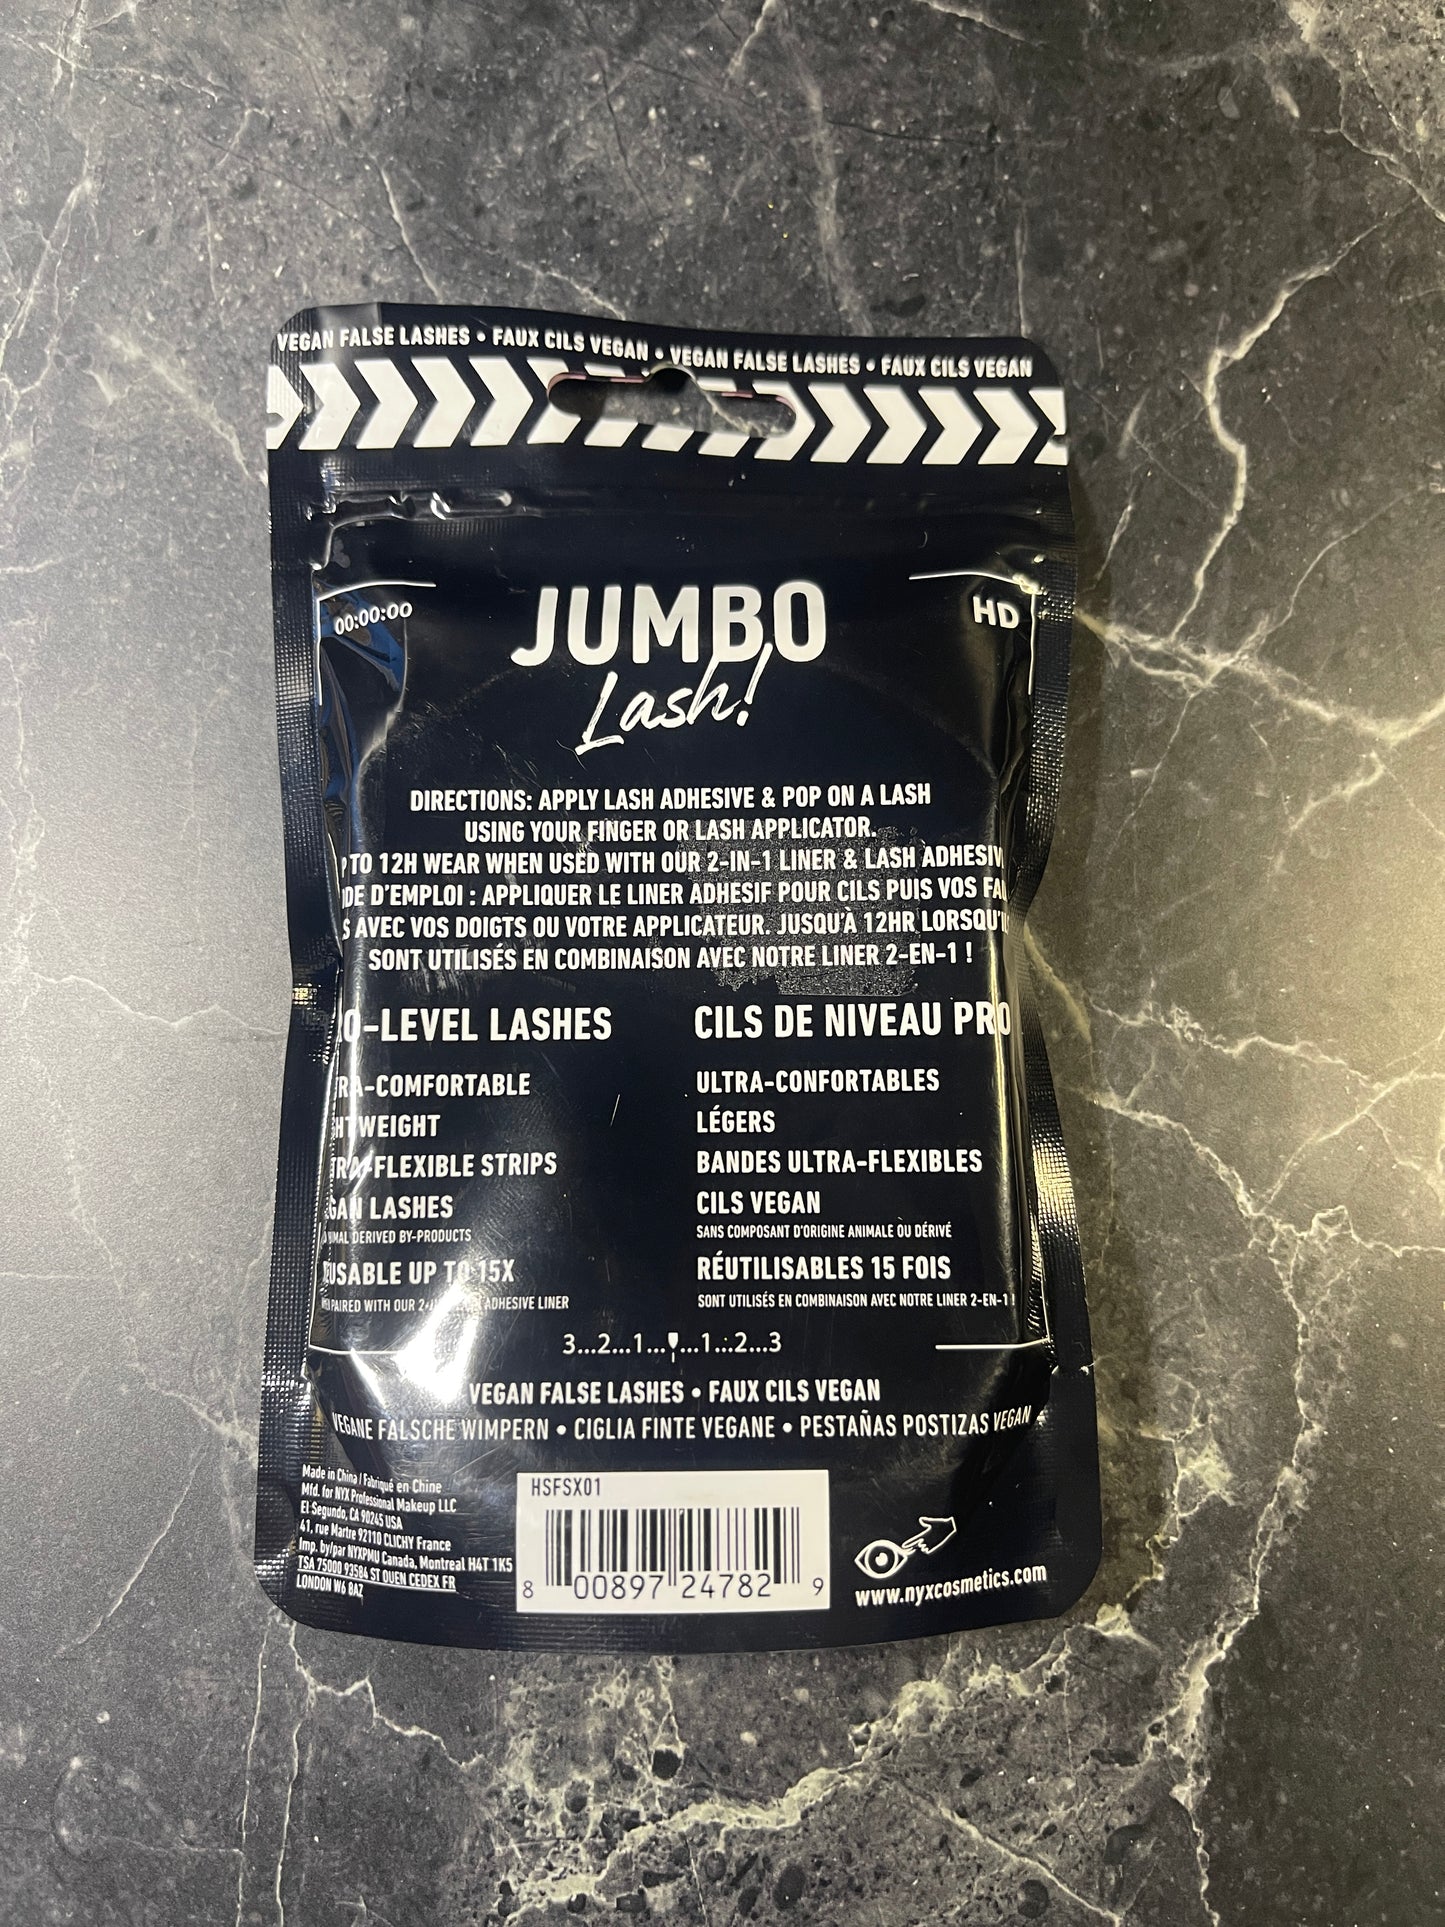 VEGAN FALSE LASHES • FAUX CILS VEGAN • VEGAN FALSE LASHES • FAUX CILS VEGAN
00:00:00
HD
JUMBO
Lash!
DIRECTIONS: APPLY LASH ADHESIVE & POP ON A LASH
USING YOUR FINGER OR LASH APPLICATOR.
TO 12H WEAR WHEN USED WITH OUR 2-IN-1 LINER & LASH
D'EMPLOI : APPLIQUER LE LINER ADHESIF POUR CILS PUIS VOS
AVEC VOS DOIGTS OU VOTRE APPLICATEUR. JUSQU'À 12HR
SONT UTILISÉS EN COMBINAISON AVEC NOTRE LINER 2-EN-1 !
-LEVEL LASHES
CILS DE NIVEAU PRO
-COMFORTABLE
WEIGHT
-FLEXIBLE STRIPS
LASHES
DERIVED BY-PRODUCTS
UP TO 15X
PAIRED WITH OUR ADHESIVE LINER
ULTRA-CONFORTABLES
LÉGERS
BANDES ULTRA-FLEXIBLES
CILS VEGAN
SANS COMPOSANT D'ORIGINE ANIMALE OU DÉRIVÉ
RÉUTILISABLES 15 FOIS
SONT UTILISÉS EN COMBINAISON AVEC NOTRE LINER 2-EN-1 !
3...2...1......1...2...3
VEGAN FALSE LASHES • FAUX CILS VEGAN
VEGANE FALSCHE WIMPERN • CIGLIA FINTE VEGANE • PESTAÑAS POSTIZAS VEGAN
Made in China / Fabriqué en Chine
Mfd. for NYX Professional Makeup LLC
El Segundo, CA 90245 USA
41, rue Martre 92110 CLICHY France
Imp. by/par NYXPMU Canada, Montreal H4T 1K5
TSA 75000 93584 ST OUEN CEDEX FR
LONDON W6 8AZ
HSFSX01
8 00897 24782 9
www.nyxcosmetics.com